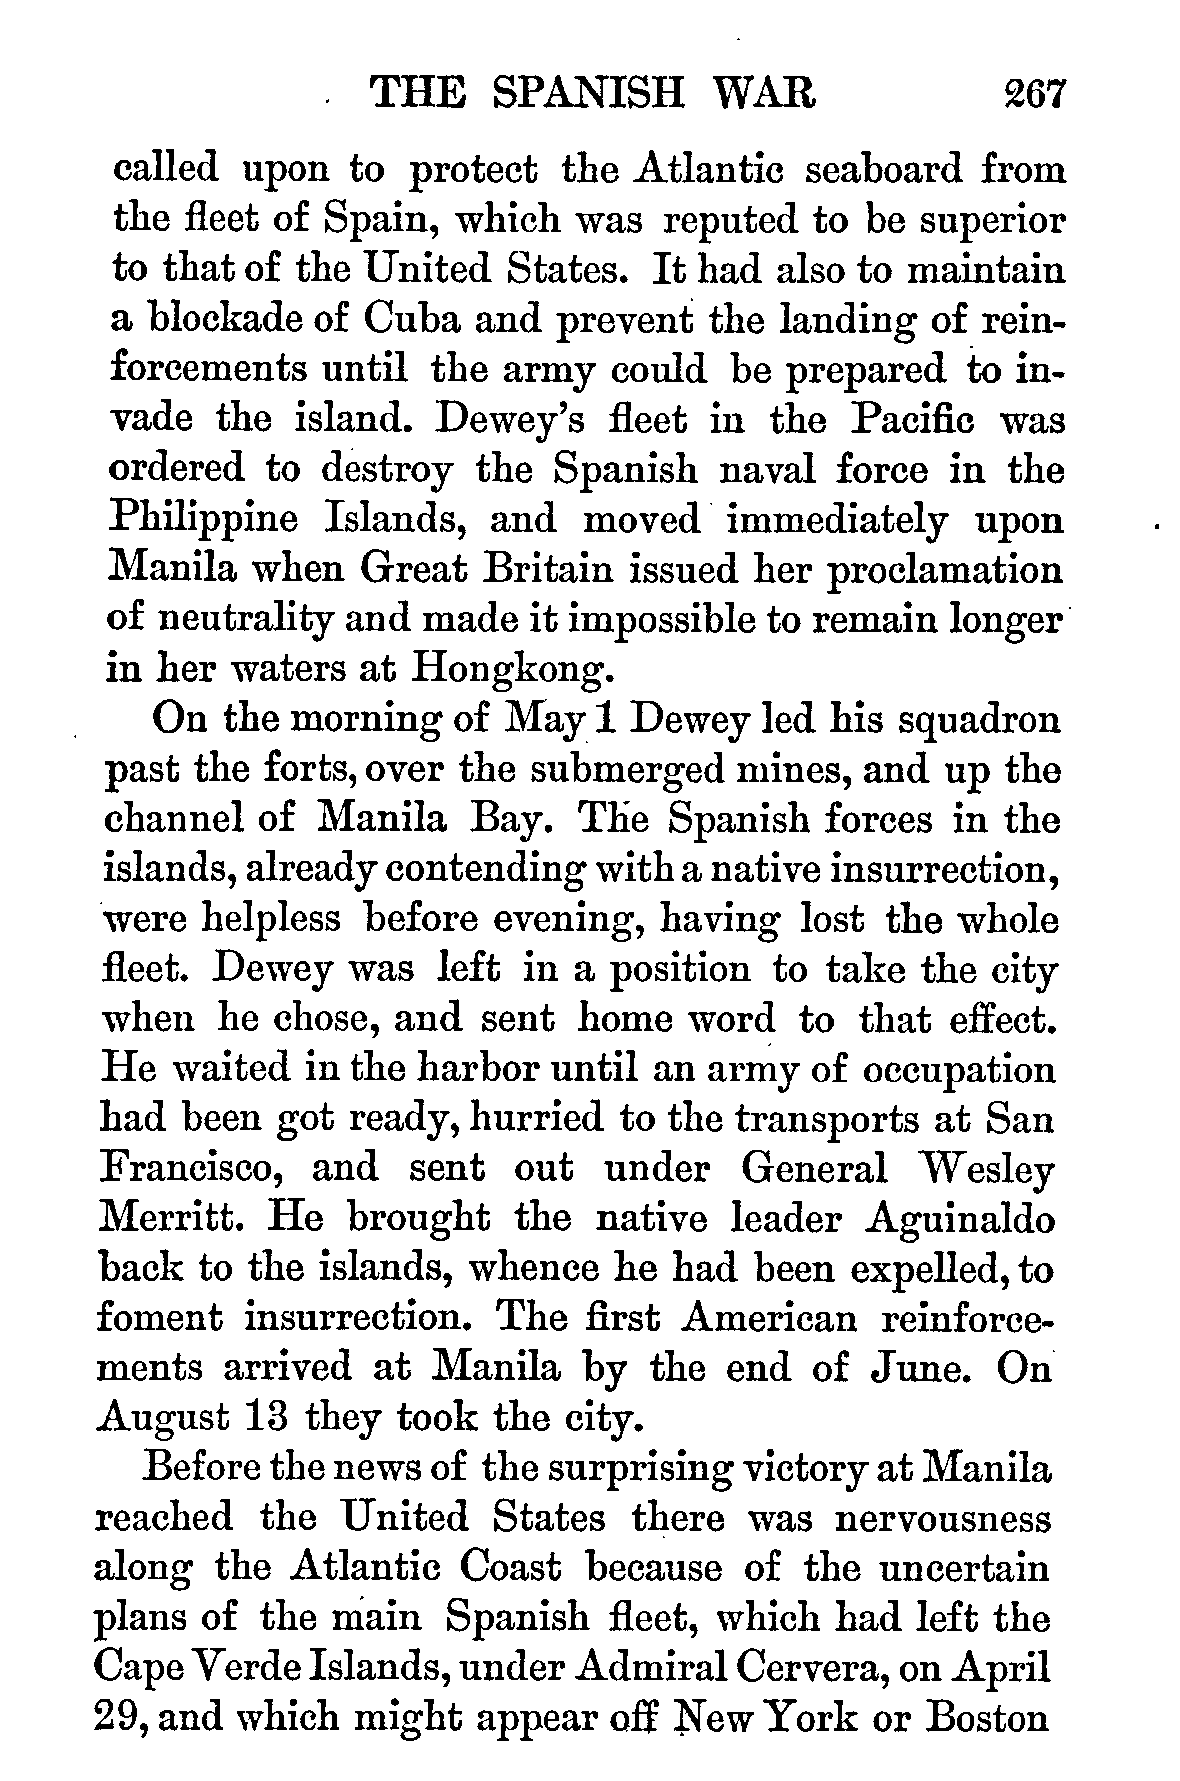 THE SPANISH WAR 267
called upon to protect the Atlantic seaboard from
the fleet of Spain, which was reputed to be superior
to that of the United States. It had also to maintain
a blockade of Cuba and prevent the landing of rein-
forcements until the army could be prepared to in-
vade the island. Dewey's fleet in the Pacific was
ordered to destroy the Spanish naval force in the
Philippine Islands, and moved immediately upon
Manila when Great Britain issued her proclamation
of neutrality and made it impossible to remain longer
in her waters at Hongkong.
On the morning of May 1 Dewey led his squadron
past the forts, over the submerged mines, and up the
channel of Manila Bay. The Spanish forces in the
islands, already contending with a native insurrection,
were helpless before evening, having lost the whole
fleet. Dewey was left in a position to take the city
when he chose, and sent home word to that effect.
He waited in the harbor until an army of occupation
had been got ready, hurried to the transports at San
Francisco, and sent out under General Wesley
Merritt. He brought the native leader Aguinaldo
back to the islands, whence he had been expelled, to
foment insurrection. The first American reinforce-
ments arrived at Manila by the end of June. On
August 13 they took the city.
Before the news of the surprising victory at Manila
reached the United States there was nervousness
along the Atlantic Coast because of the uncertain
plans of the main Spanish fleet, which had left the
Cape Verde Islands, under Admiral Cervera, on April
29, and which might appear off New York or Boston